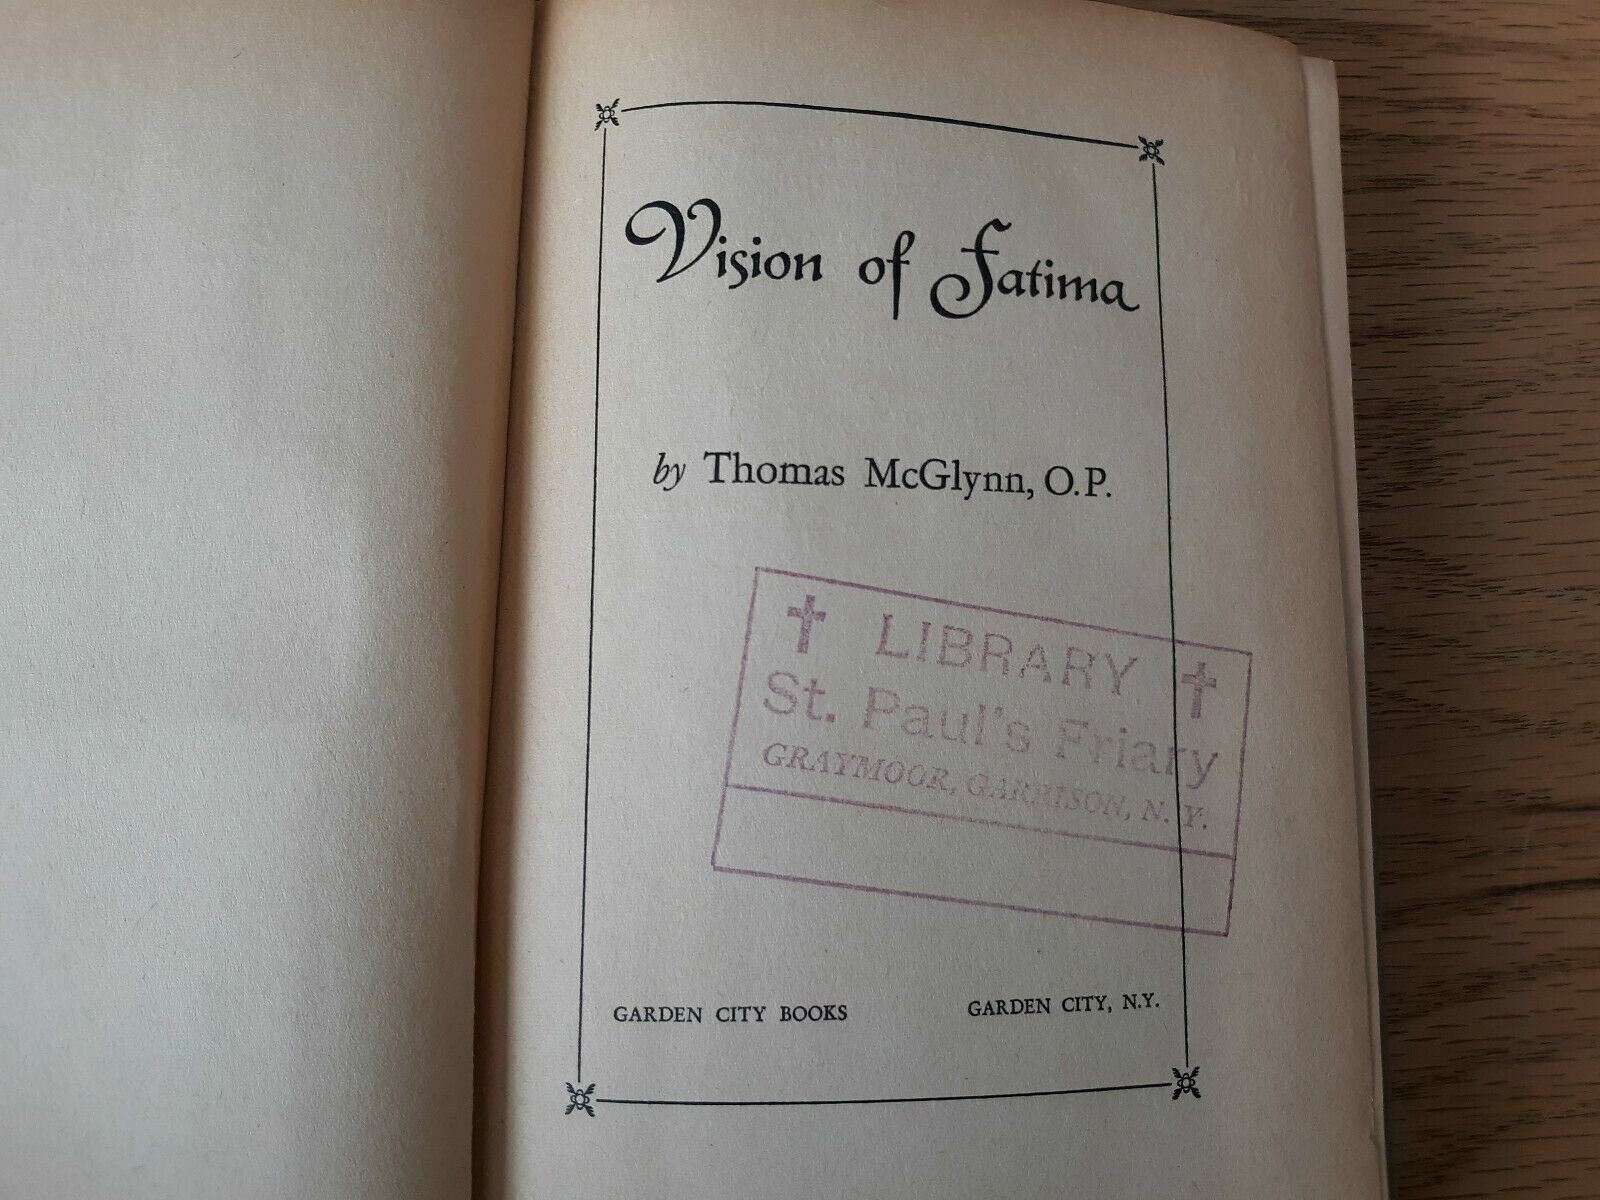 Vision of Fatima
by Thomas McGlynn, O.P.
LIBRARY
St. Paul's Friary
GRAYMOOR, GARRISON, N. Y.
GARDEN CITY BOOKS GARDEN CITY, N.Y.